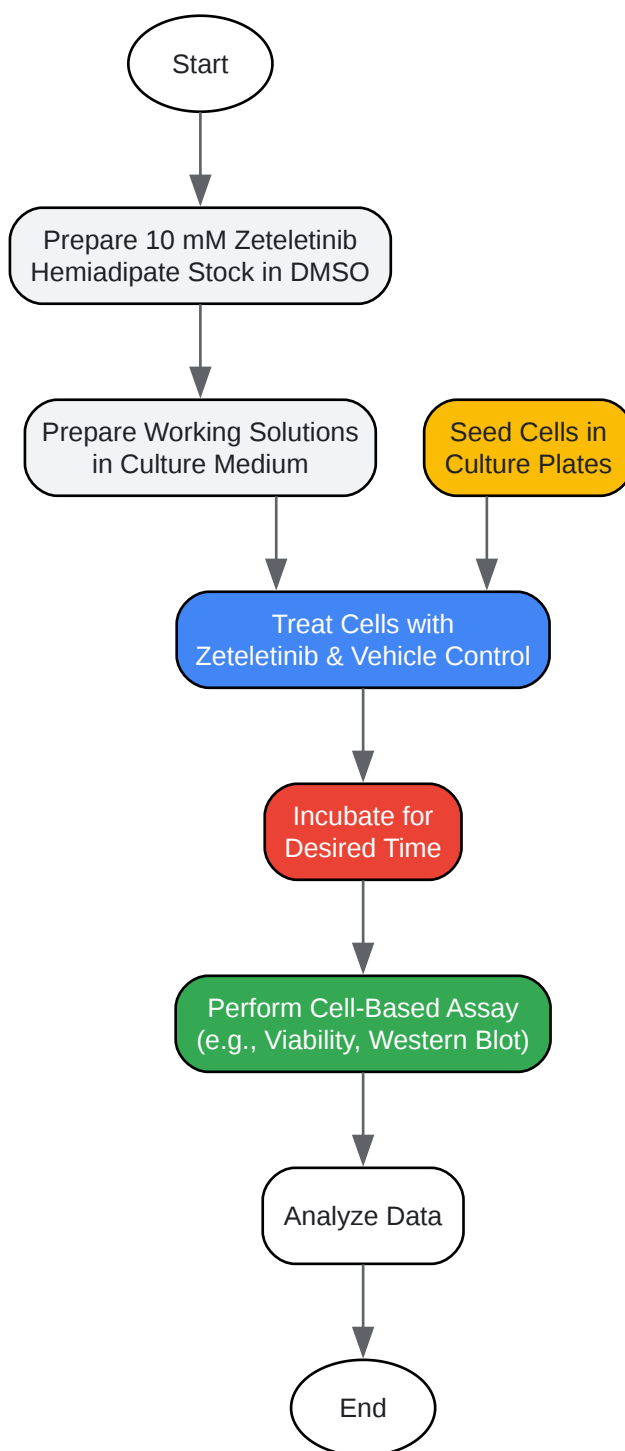 Start
Prepare 10 mM Zeteletinib
Hemiadipate Stock in DMSO
Prepare Working Solutions
in Culture Medium
Seed Cells in
Culture Plates
Treat Cells with
Zeteletinib & Vehicle Control
Incubate for
Desired Time
Perform Cell-Based Assay
(e.g., Viability, Western Blot)
Analyze Data
End